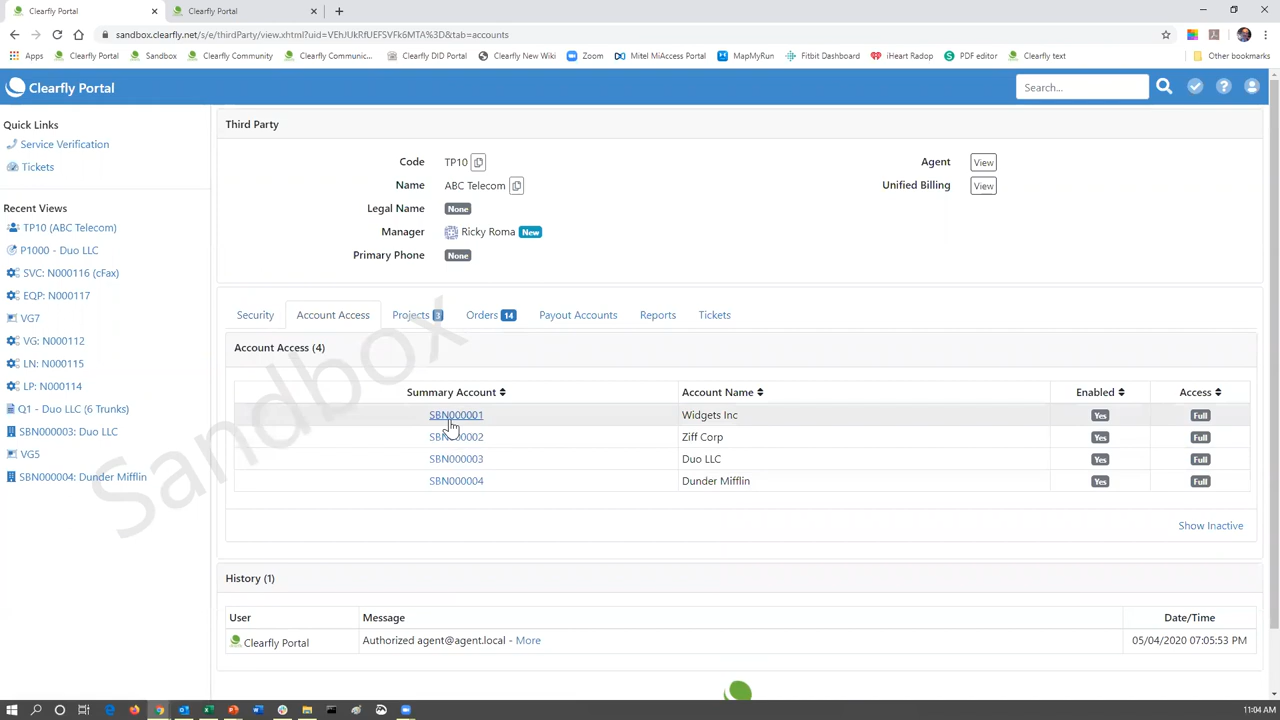 Clearfly Portal
Clearfly Portal
sandbox.clearfly.net/s/e/thirdParty/view.xhtml?uid=VEhJUkRfUEFSVFk6MTA%3D&tab=accounts
Apps Clearfly Portal Sandbox Clearfly Community Clearfly Communic... Clearfly DID Portal Clearfly New Wiki Zoom Mitel MiAccess Portal MapMyRun Fitbit Dashboard iHeart Radop PDF editor Clearfly text Other bookmarks
Clearfly Portal
Search...
Quick Links
Service Verification
Tickets
Recent Views
TP10 (ABC Telecom)
P1000 - Duo LLC
SVC: N000116 (cFax)
EQP: N000117
VG7
VG: N000112
LN: N000115
LP: N000114
Q1 - Duo LLC (6 Trunks)
SBN000003: Duo LLC
VG5
SBN000004: Dunder Mifflin
Third Party
Code TP10
Agent View
Name ABC Telecom
Unified Billing View
Legal Name None
Manager Ricky Roma New
Primary Phone None
Security Account Access Projects 3 Orders 14 Payout Accounts Reports Tickets
Account Access (4)
Summary Account Account Name Enabled Access
SBN000001 Widgets Inc Yes Full
SBN000002 Ziff Corp Yes Full
SBN000003 Duo LLC Yes Full
SBN000004 Dunder Mifflin Yes Full
Show Inactive
History (1)
User Message Date/Time
Clearfly Portal Authorized agent@agent.local - More 05/04/2020 07:05:53 PM
Sandbox
11:04 AM